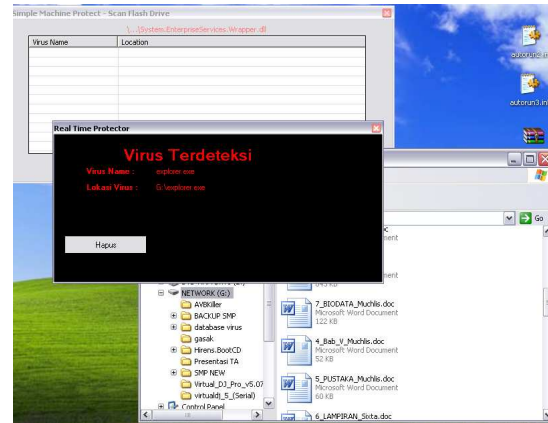 Simple Machine Protect - Scan Flash Drive
\...\System.EnterpriseServices.Wrapper.dll
Virus Name Location
autorun2.in
autorun3.in
Real Time Protector
Virus Terdeteksi
Virus Name : explorer.exe
Lokasi Virus : G:\explorer.exe
Hapus
Go
NETWORK (G:)
AVBKiller
BACKUP SMP
database virus
gasak
Hirens.BootCD
Presentasi TA
SMP NEW
Virtual_DJ_Pro_v5.07
virtualdj_5_(Serial)
Control Panel
7_BIODATA_Muchlis.doc
Microsoft Word Document
122 KB
4_Bab_V_Muchlis.doc
Microsoft Word Document
52 KB
5_PUSTAKA_Muchlis.doc
Microsoft Word Document
60 KB
6_LAMPIRAN_Sixta.doc